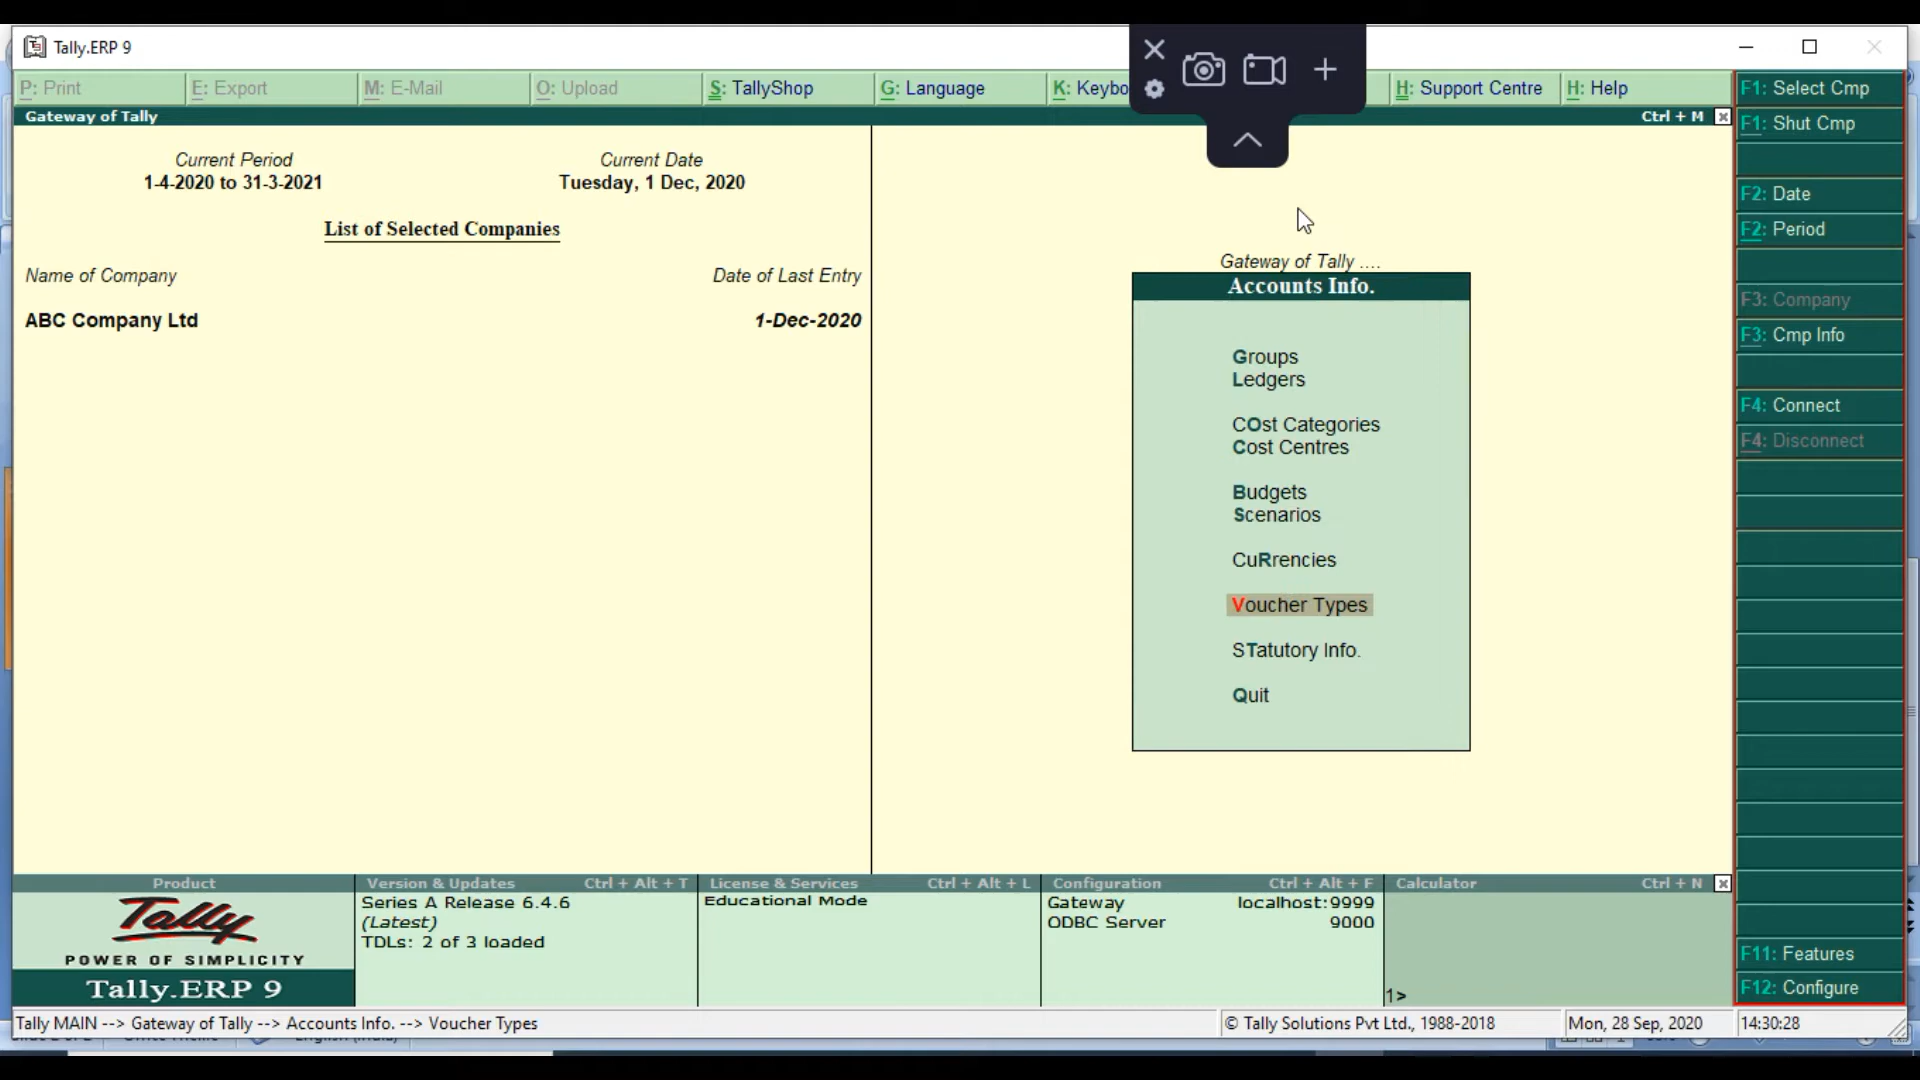 Tally.ERP 9
P: Print
E: Export
M: E-Mail
O: Upload
S: TallyShop
G: Language
K: Keybo
H: Support Centre
H: Help
Gateway of Tally
Ctrl + M
Current Period
1-4-2020 to 31-3-2021
Current Date
Tuesday, 1 Dec, 2020
List of Selected Companies
Name of Company
Date of Last Entry
ABC Company Ltd
1-Dec-2020
Gateway of Tally ....
Accounts Info.
Groups
Ledgers
COst Categories
Cost Centres
Budgets
Scenarios
CuRrencies
Voucher Types
STatutory Info.
Quit
F1: Select Cmp
F1: Shut Cmp
F2: Date
F2: Period
F3: Company
F3: Cmp Info
F4: Connect
F4: Disconnect
F11: Features
F12: Configure
Product
Tally
POWER OF SIMPLICITY
Tally.ERP 9
Version & Updates
Ctrl + Alt + T
Series A Release 6.4.6
(Latest)
TDLs: 2 of 3 loaded
License & Services
Ctrl + Alt + L
Educational Mode
Configuration
Ctrl + Alt + F
Gateway
localhost:9999
ODBC Server
9000
Calculator
Ctrl + N
1>
Tally MAIN --> Gateway of Tally --> Accounts Info. --> Voucher Types
© Tally Solutions Pvt Ltd., 1988-2018
Mon, 28 Sep, 2020
14:30:28